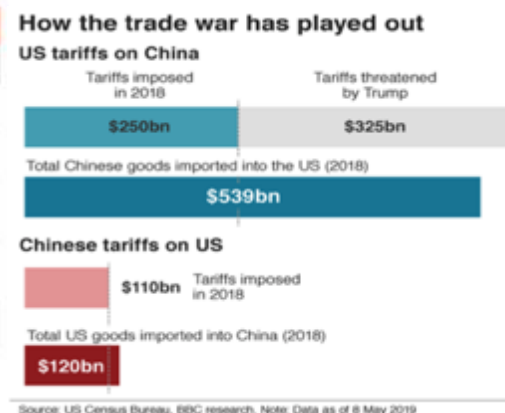 How the trade war has played out
US tariffs on China
Tariffs imposed
in 2018
Tariffs threatened
by Trump
$250bn
$325bn
Total Chinese goods imported into the US (2018)
$539bn
Chinese tariffs on US
$110bn
Tariffs imposed
in 2018
Total US goods imported into China (2018)
$120bn
Source: US Census Bureau, BBC research. Note: Data as of 8 May 2019